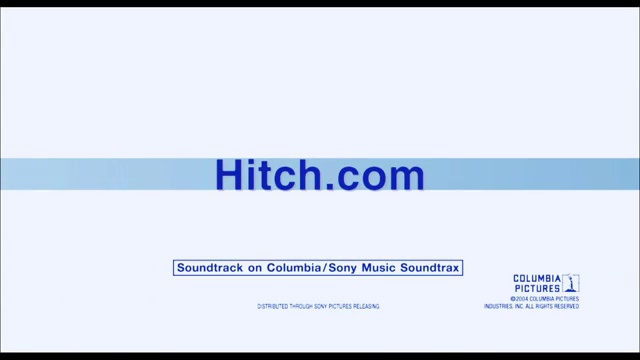 Hitch.com
Soundtrack on Columbia/Sony Music Soundtrax
COLUMBIA
PICTURES
DISTRIBUTED THROUGH SONY PICTURES RELEASING
©2004 COLUMBIA PICTURES
INDUSTRIES, INC. ALL RIGHTS RESERVED